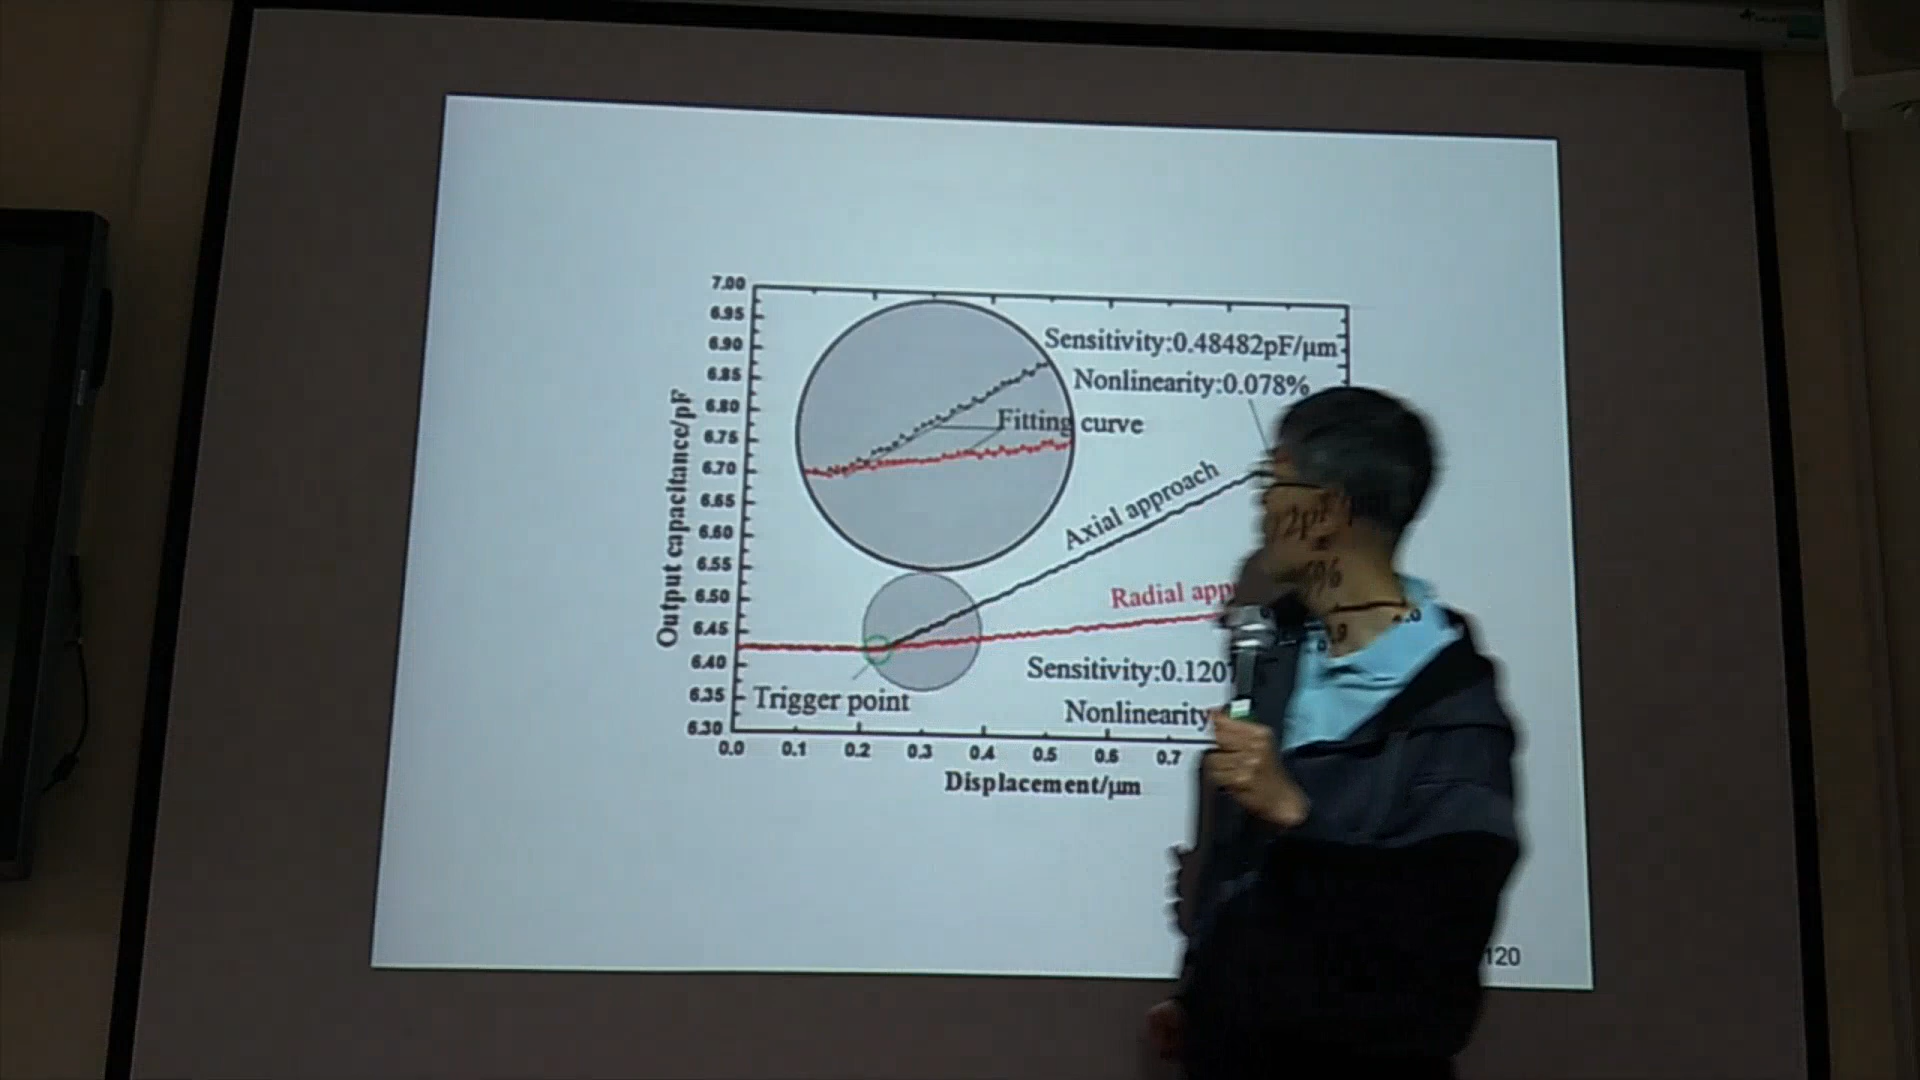 7.00
6.95
6.90
6.85
6.80
6.75
6.70
6.65
6.60
6.55
6.50
6.45
6.40
6.35
6.30
Output capacitance/pF
Sensitivity:0.48482pF/μm
Nonlinearity:0.078%
Fitting curve
Axial approach
Radial app
Sensitivity:0.120
Nonlinearity
Trigger point
0.0 0.1 0.2 0.3 0.4 0.5 0.6 0.7
Displacement/μm
120